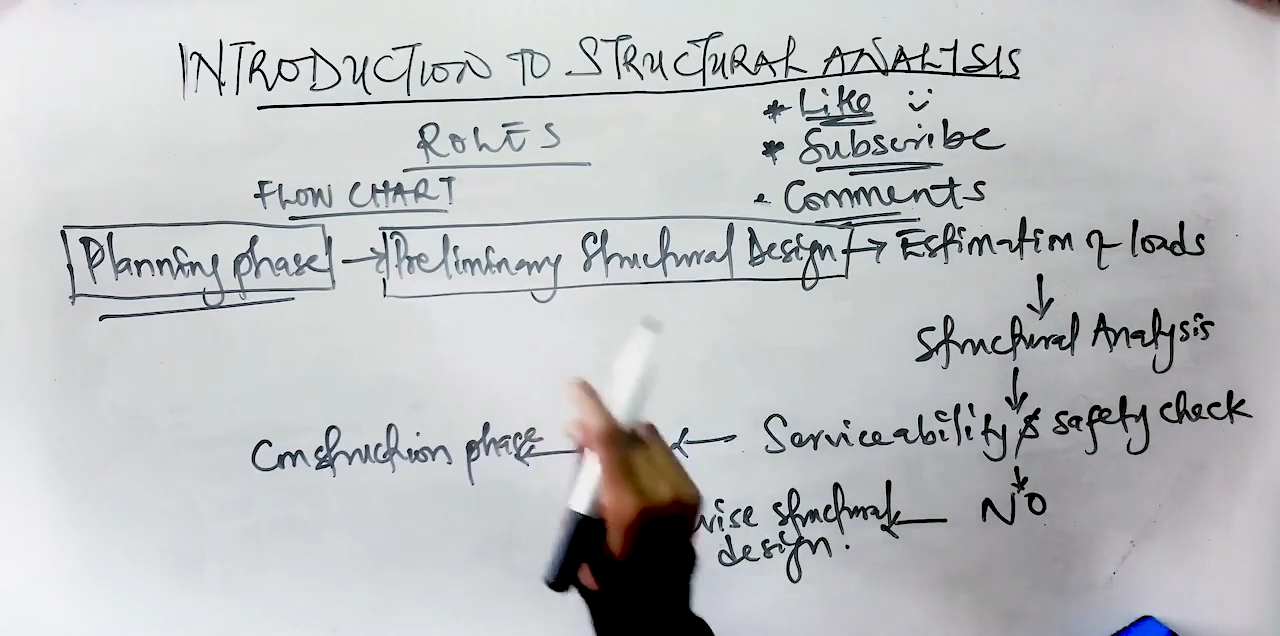 INTRODUCTION TO STRUCTURAL ANALYSIS
* Like
ROLES
* Subscribe
FLOW CHART
• Comments
Planning phase → Preliminary Structural Design → Estimation of loads
↓
Structural Analysis
↓
Construction phase ← ← Serviceability & safety check
↓
structural ← NO
design.